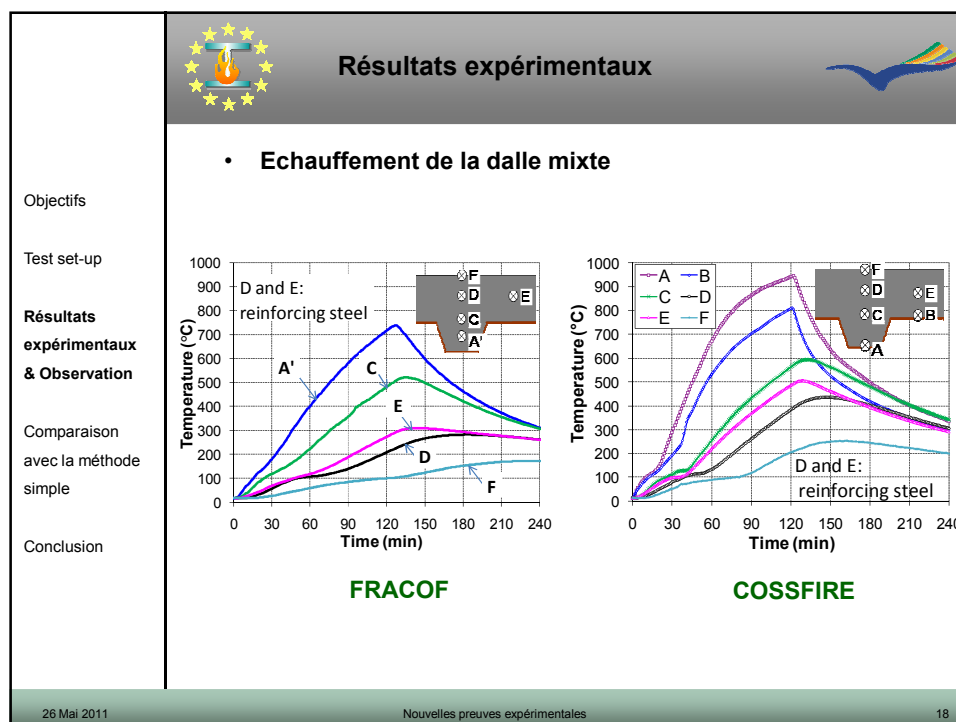 Résultats expérimentaux
• Echauffement de la dalle mixte
Objectifs
Test set-up
Résultats
expérimentaux
& Observation
Comparaison
avec la méthode
simple
Conclusion
Temperature (°C)
1000
900
800
700
600
500
400
300
200
100
0
D and E:
reinforcing steel
F
D
E
C
A'
A'
C
E
D
F
0 30 60 90 120 150 180 210 240
Time (min)
FRACOF
Temperature (°C)
1000
900
800
700
600
500
400
300
200
100
0
A B
C D
E F
F
D
E
C
B
A
D and E:
reinforcing steel
0 30 60 90 120 150 180 210 240
Time (min)
COSSFIRE
26 Mai 2011 Nouvelles preuves expérimentales 18